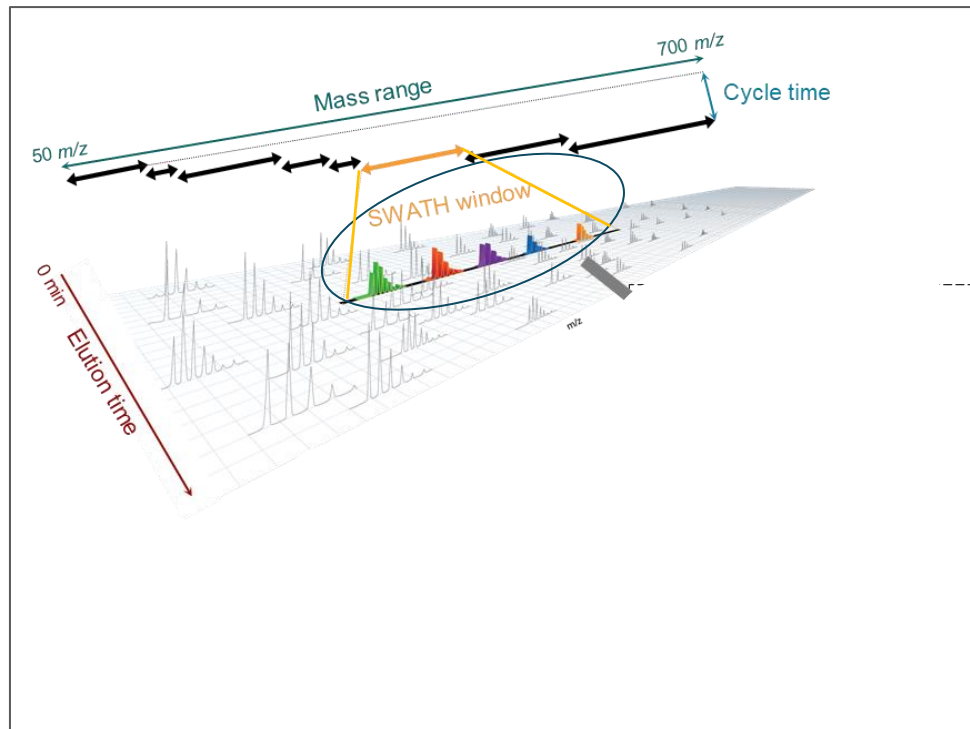 700 m/z
Mass range
Cycle time
50 m/z
SWATH window
0 min
Elution time
m/z